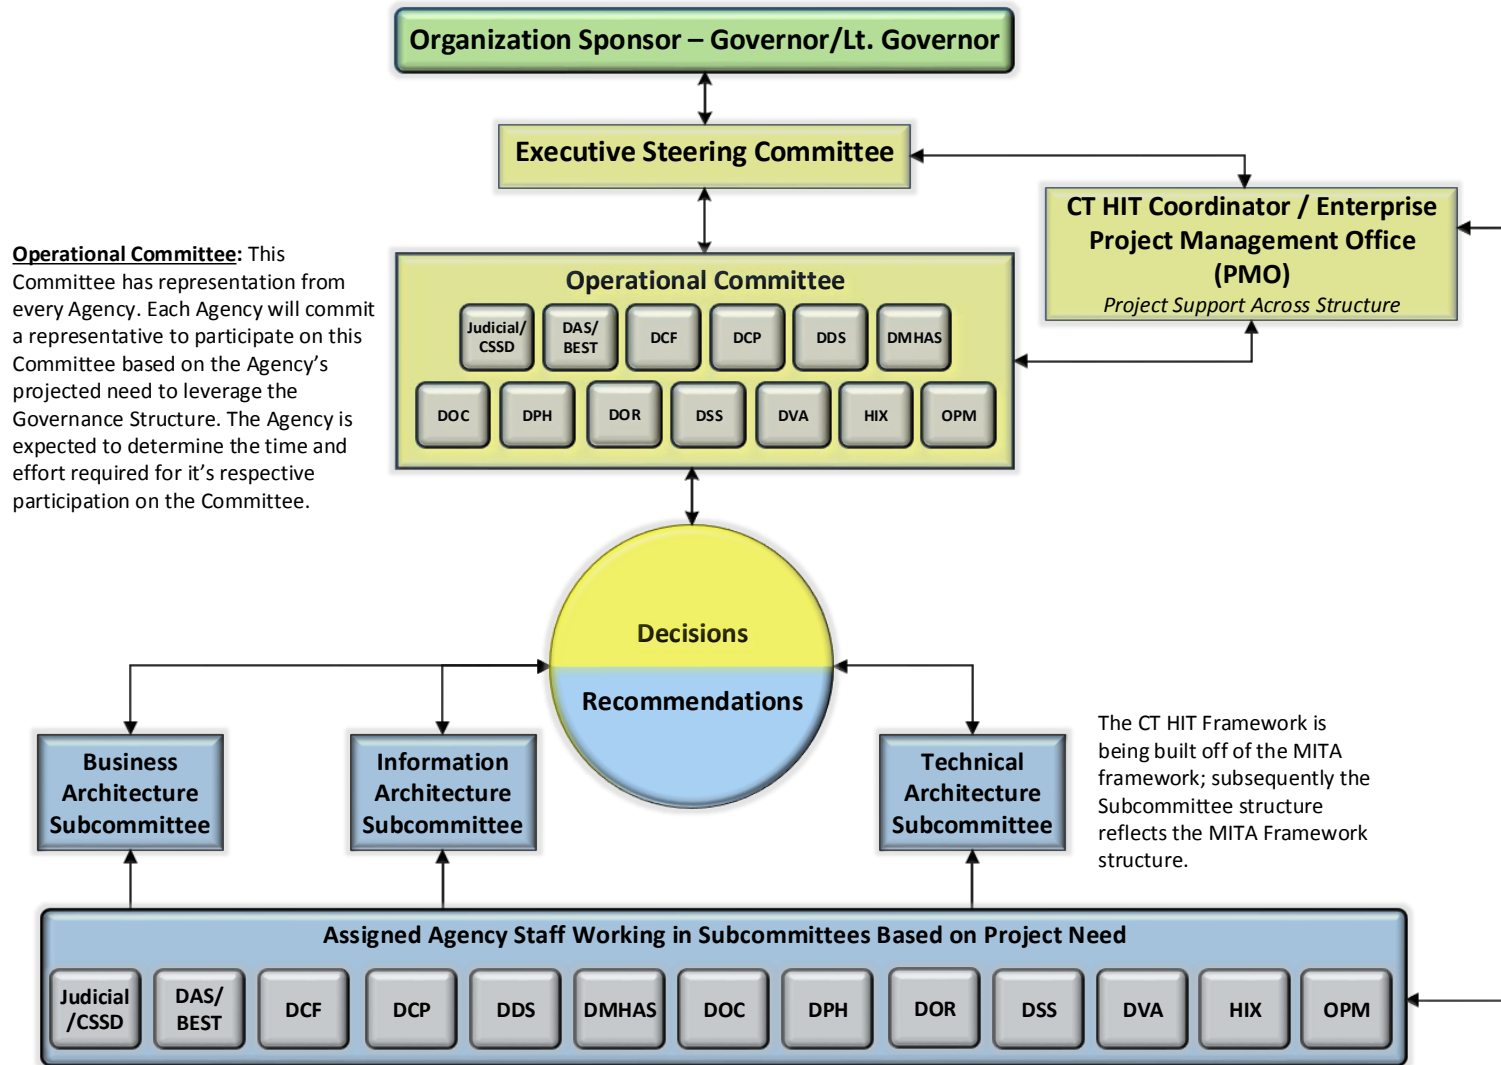 Organization Sponsor – Governor/Lt. Governor
Executive Steering Committee
CT HIT Coordinator / Enterprise
Project Management Office
(PMO)
Project Support Across Structure
Operational Committee: This
Committee has representation from
every Agency. Each Agency will commit
a representative to participate on this
Committee based on the Agency’s
projected need to leverage the
Governance Structure. The Agency is
expected to determine the time and
effort required for it’s respective
participation on the Committee.
Operational Committee
Judicial/
CSSD
DAS/
BEST
DCF
DCP
DDS
DMHAS
DOC
DPH
DOR
DSS
DVA
HIX
OPM
Decisions
Recommendations
Business
Architecture
Subcommittee
Information
Architecture
Subcommittee
Technical
Architecture
Subcommittee
The CT HIT Framework is
being built off of the MITA
framework; subsequently the
Subcommittee structure
reflects the MITA Framework
structure.
Assigned Agency Staff Working in Subcommittees Based on Project Need
Judicial
/CSSD
DAS/
BEST
DCF
DCP
DDS
DMHAS
DOC
DPH
DOR
DSS
DVA
HIX
OPM